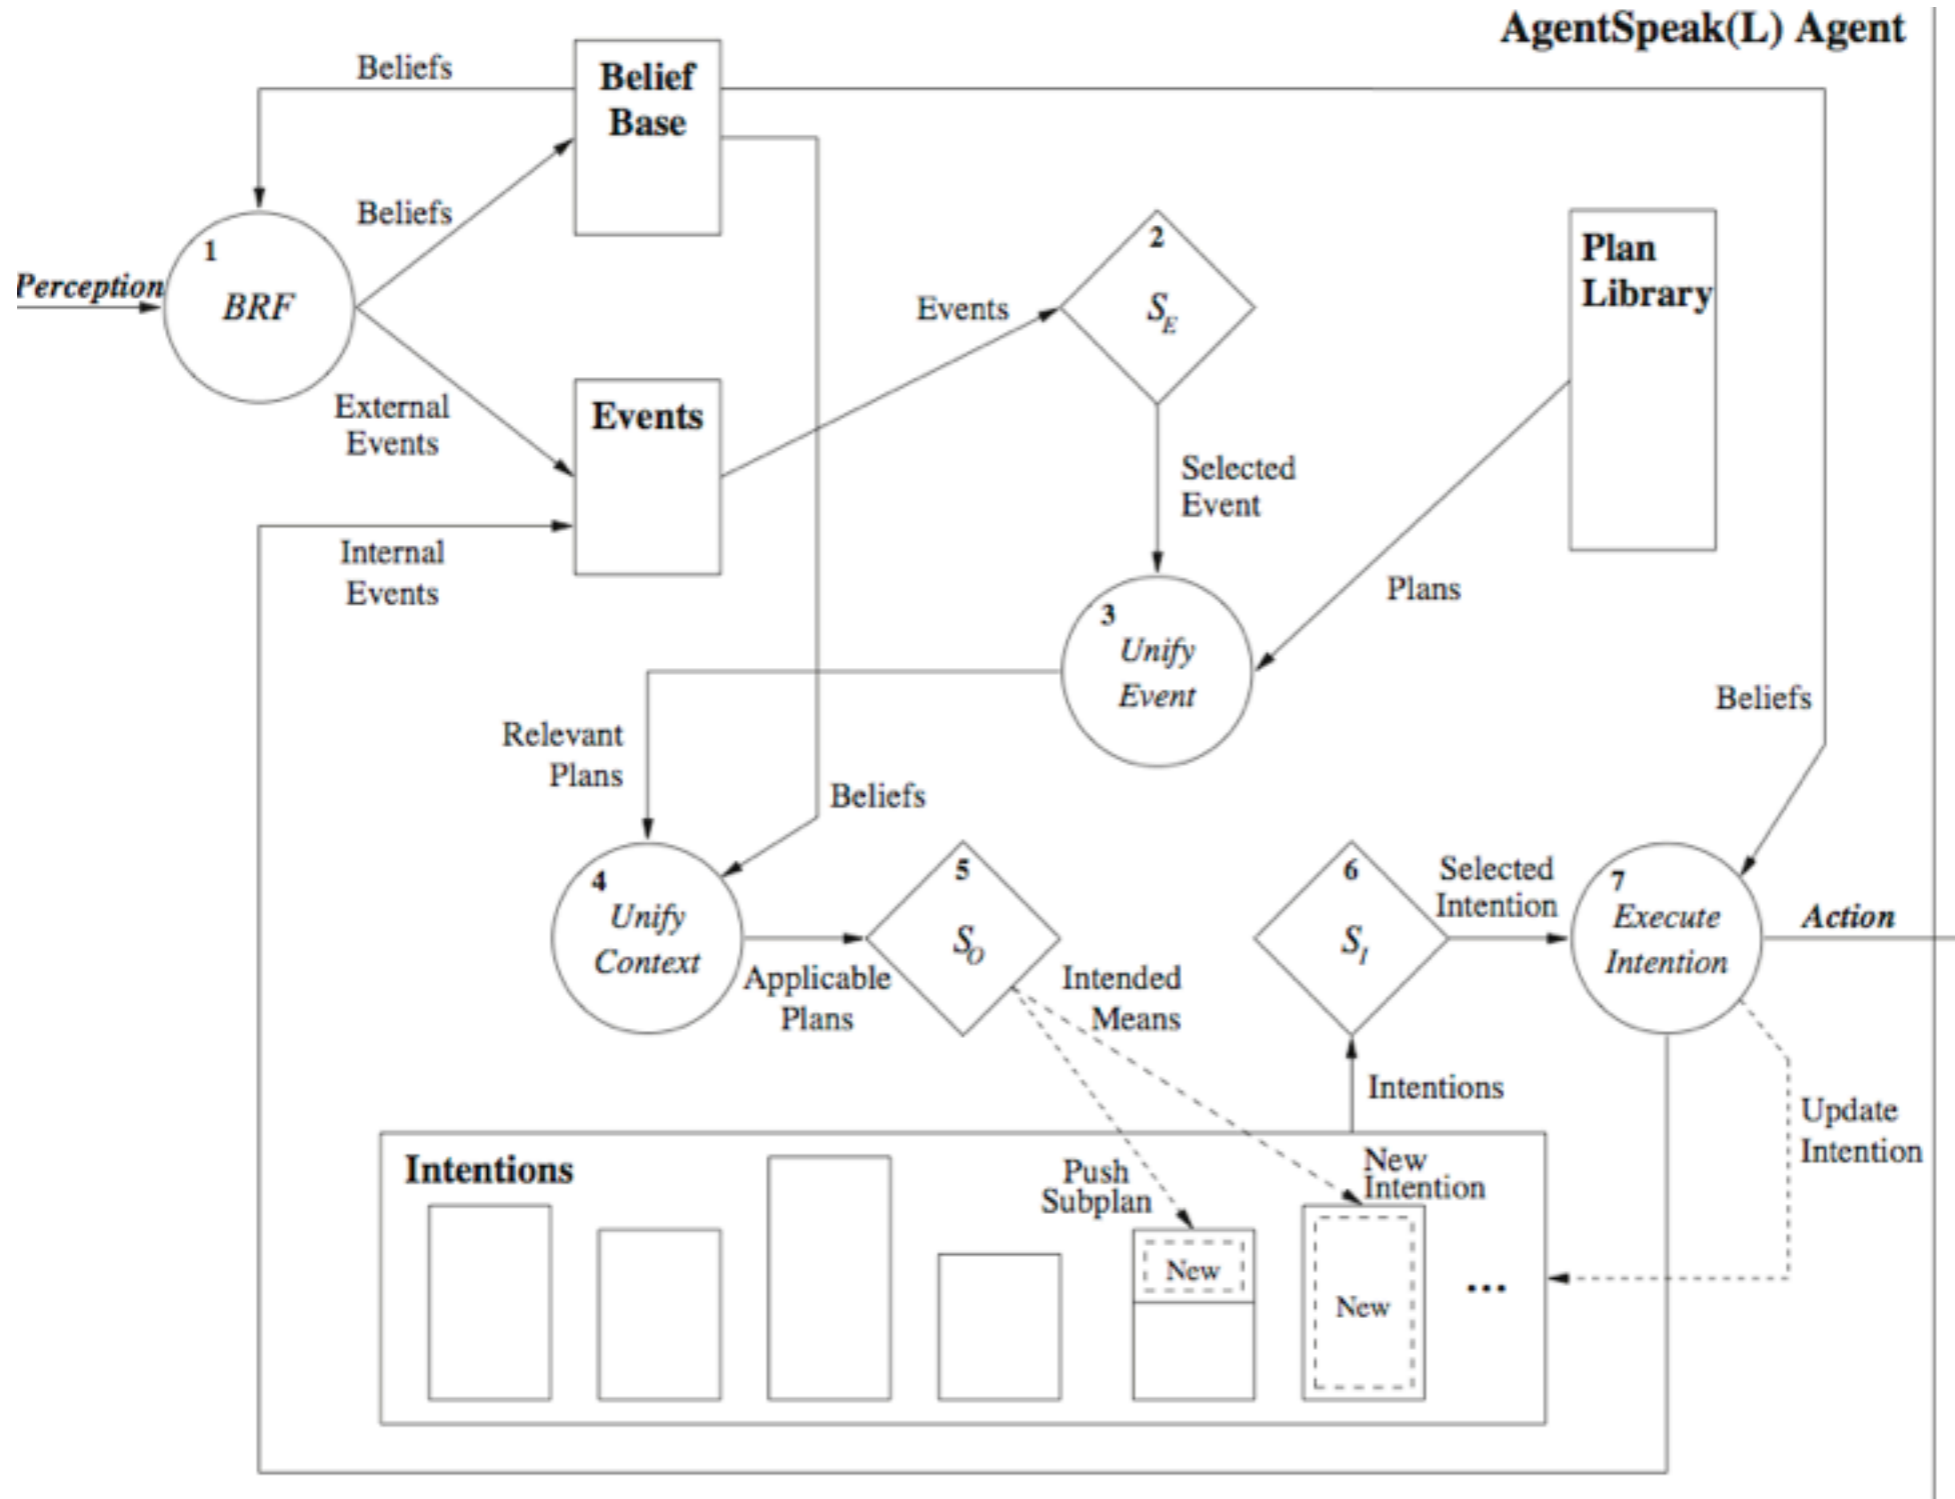 AgentSpeak(L) Agent
Beliefs
Belief
Base
Beliefs
1
BRF
Perception
2
S_E
Plan
Library
Events
External
Events
Events
Selected
Event
Internal
Events
Plans
3
Unify
Event
Beliefs
Relevant
Plans
Beliefs
4
Unify
Context
5
S_O
6
S_I
Selected
Intention
7
Execute
Intention
Action
Applicable
Plans
Intended
Means
Intentions
Update
Intention
Intentions
Push
Subplan
New
Intention
New
New
...